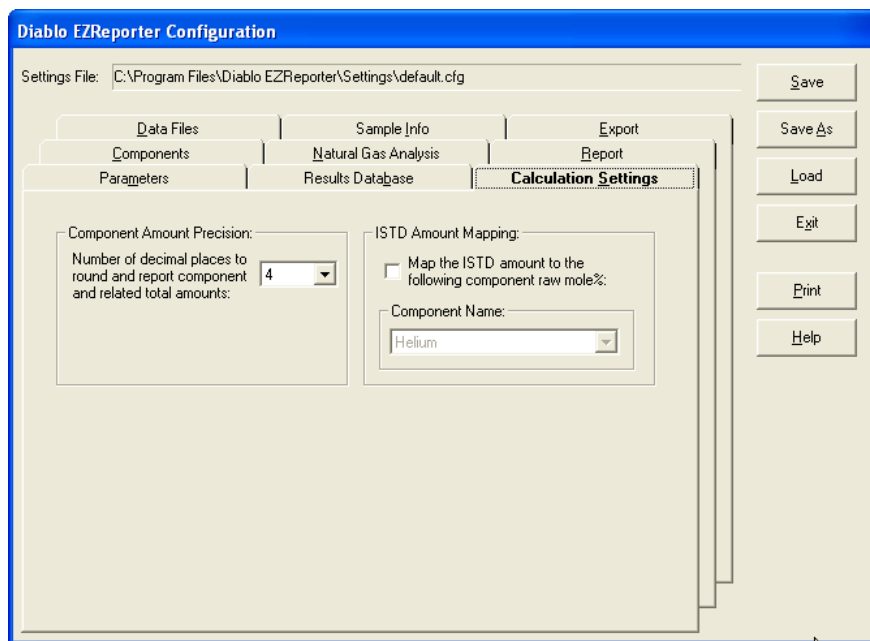 Diablo EZReporter Configuration
Settings File: C:\Program Files\Diablo EZReporter\Settings\default.cfg
Save
Save As
Load
Exit
Print
Help
Data Files
Sample Info
Export
Components
Natural Gas Analysis
Report
Parameters
Results Database
Calculation Settings
Component Amount Precision:
Number of decimal places to
round and report component
and related total amounts:
4
ISTD Amount Mapping:
Map the ISTD amount to the
following component raw mole%:
Component Name:
Helium